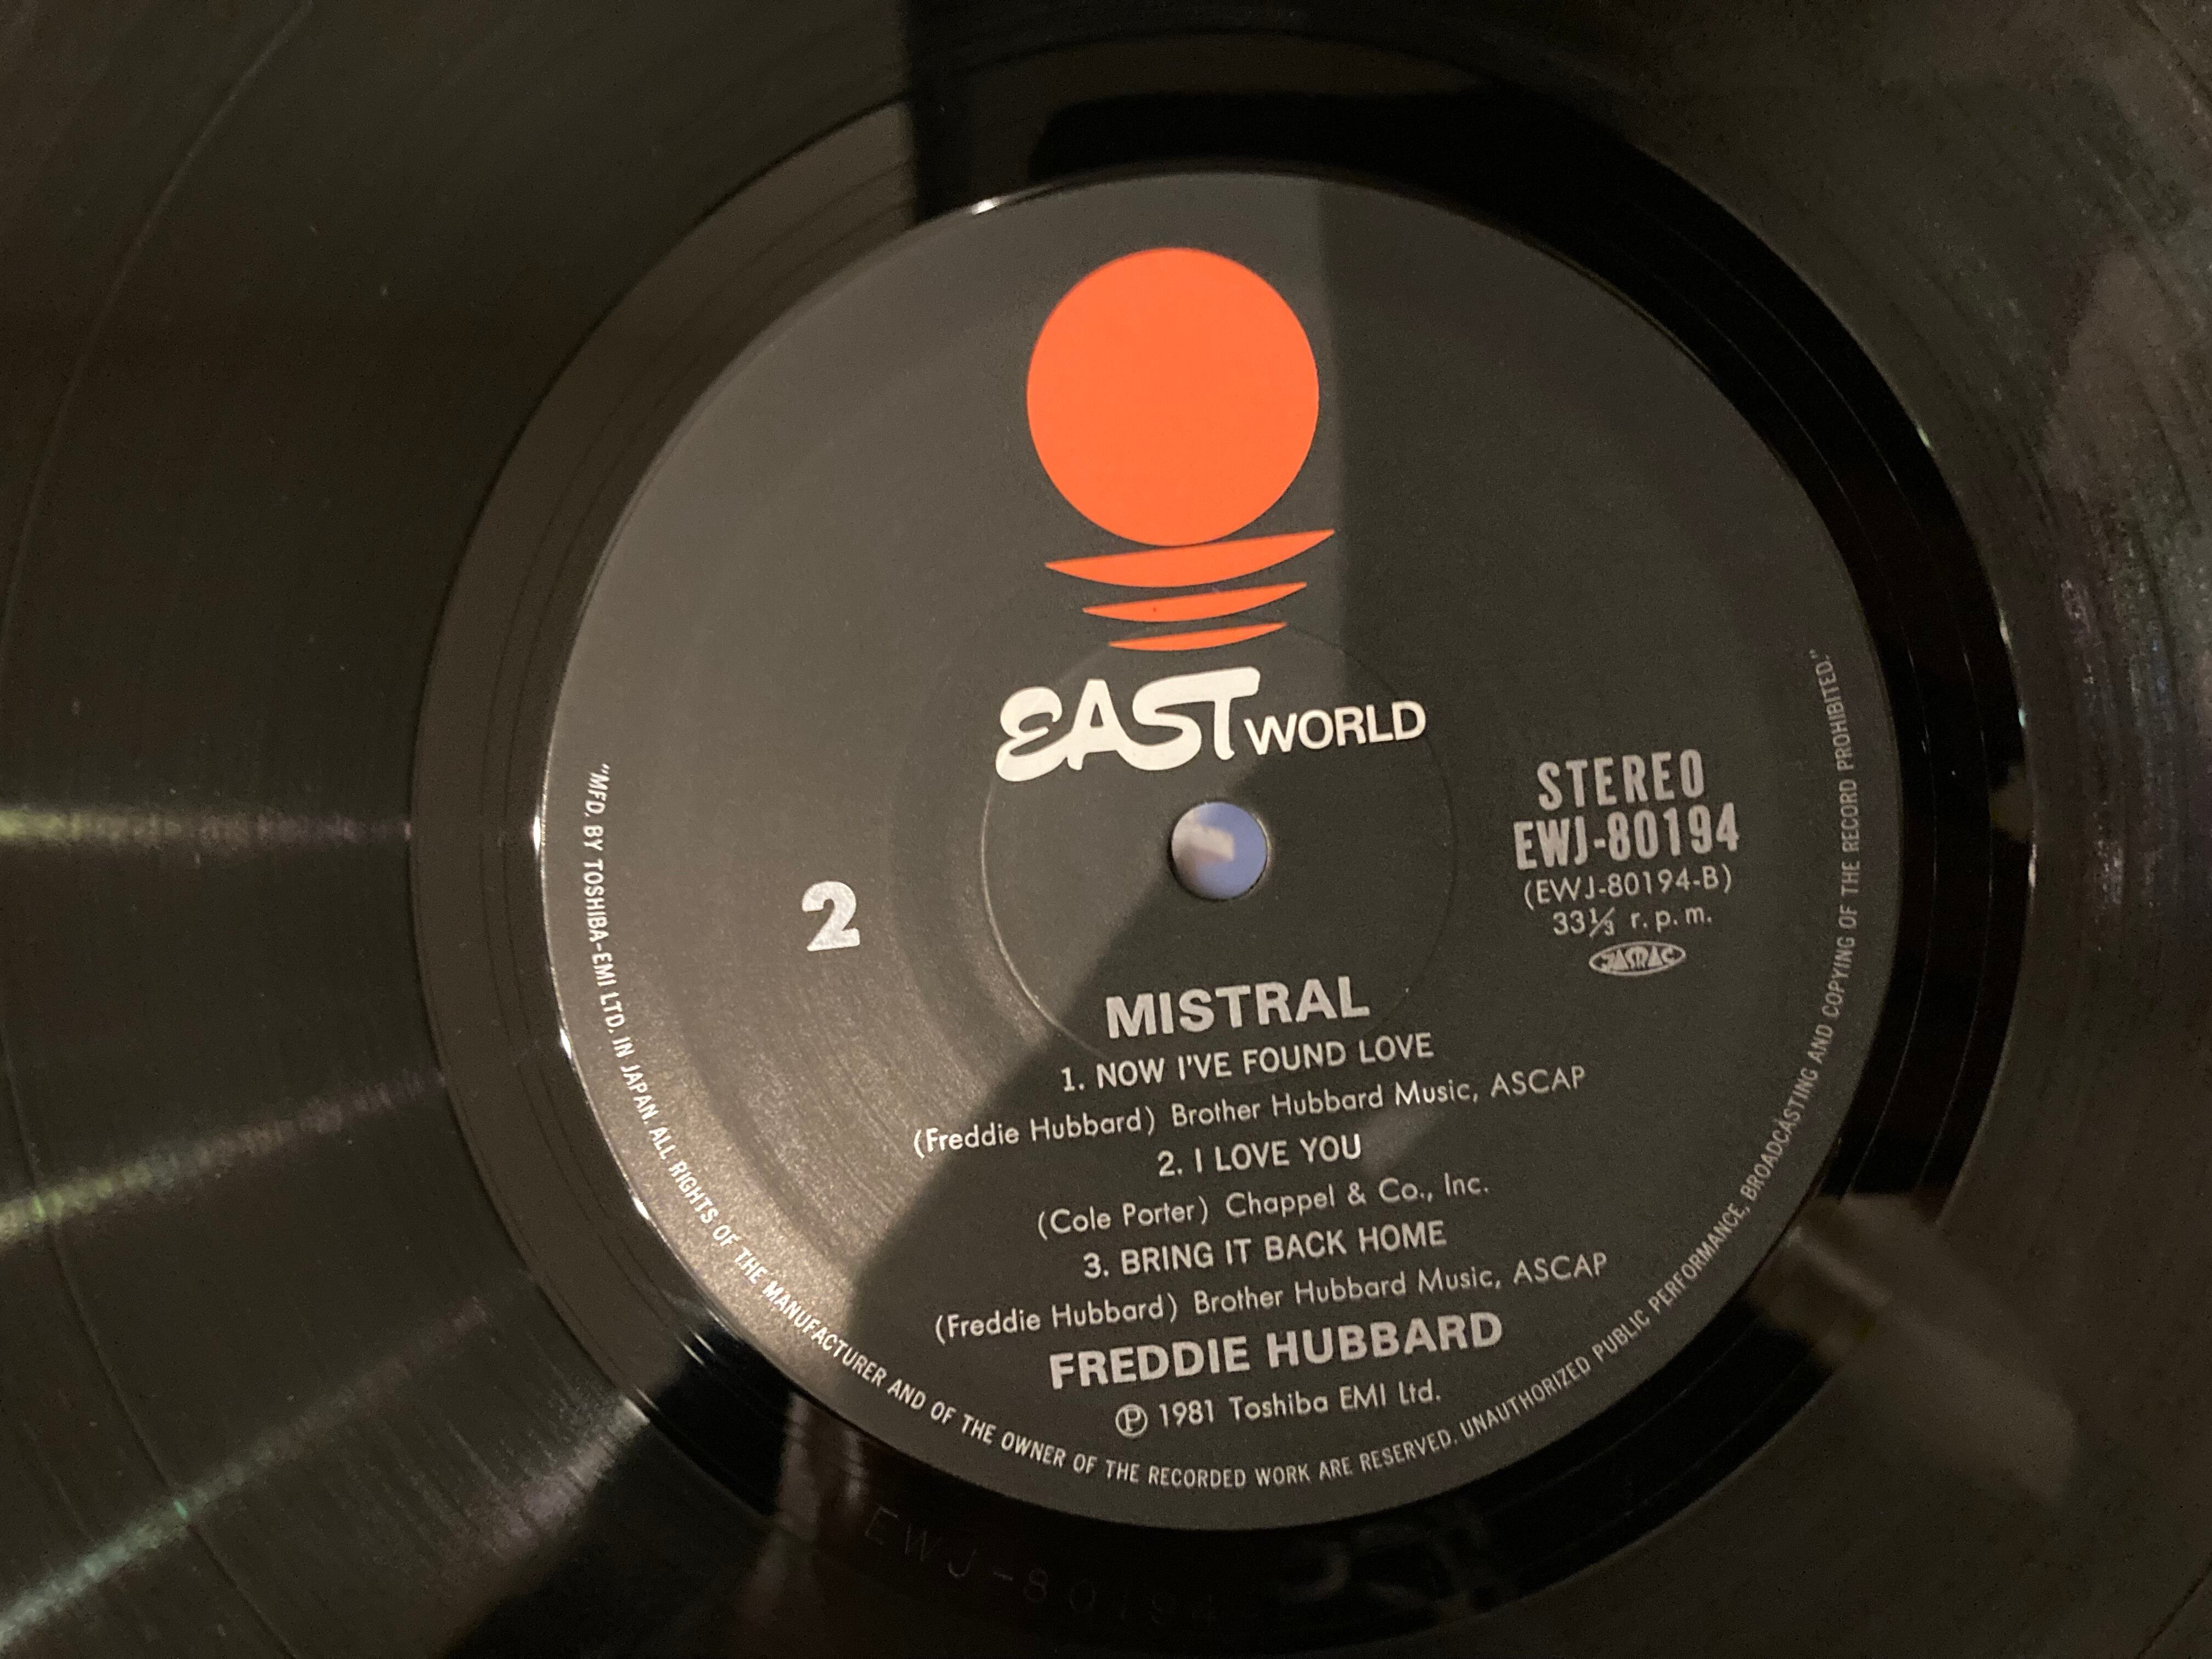 EAST WORLD
STEREO
EWJ-80194
(EWJ-80194-B)
33⅓ r.p.m.
JASRAC
2
MISTRAL
1. NOW I'VE FOUND LOVE
(Freddie Hubbard) Brother Hubbard Music, ASCAP
2. I LOVE YOU
(Cole Porter) Chappel & Co., Inc.
3. BRING IT BACK HOME
(Freddie Hubbard) Brother Hubbard Music, ASCAP
FREDDIE HUBBARD
Ⓟ 1981 Toshiba EMI Ltd.
"MFD. BY TOSHIBA-EMI LTD. IN JAPAN. ALL RIGHTS OF THE MANUFACTURER AND OF THE OWNER OF THE RECORDED WORK ARE RESERVED. UNAUTHORIZED PUBLIC PERFORMANCE, BROADCASTING AND COPYING OF THE RECORD PROHIBITED."
EWJ-80194